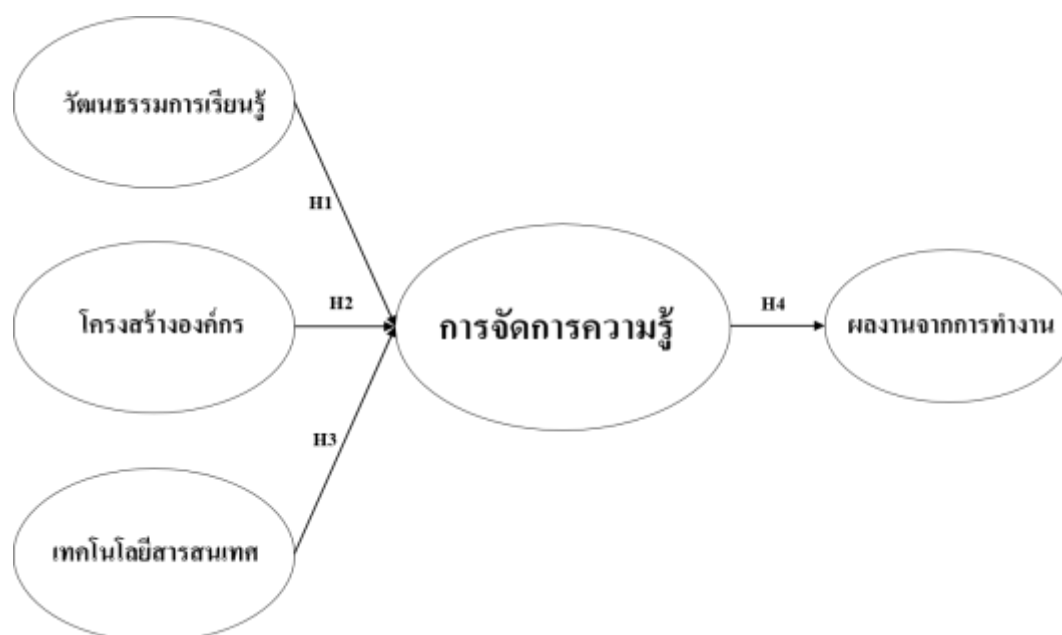 วัฒนธรรมการเรียนรู้
H1
โครงสร้างองค์กร
H2
การจัดการความรู้
H4
ผลงานจากการทำงาน
H3
เทคโนโลยีสารสนเทศ